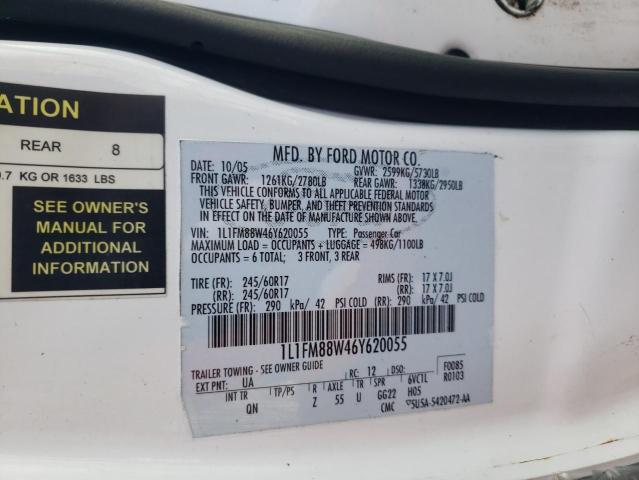 ATION
REAR 8
.7 KG OR 1633 LBS
SEE OWNER'S
MANUAL FOR
ADDITIONAL
INFORMATION
MFD. BY FORD MOTOR CO.
DATE: 10/05 GVWR: 2599KG/5730LB
FRONT GAWR: 1261KG/2780LB REAR GAWR: 1338KG/2950LB
THIS VEHICLE CONFORMS TO ALL APPLICABLE FEDERAL MOTOR
VEHICLE SAFETY, BUMPER, AND THEFT PREVENTION STANDARDS
IN EFFECT ON THE DATE OF MANUFACTURE SHOWN ABOVE.
VIN: 1L1FM88W46Y620055 TYPE: Passenger Car
MAXIMUM LOAD = OCCUPANTS + LUGGAGE = 498KG/1100LB
OCCUPANTS = 6 TOTAL; 3 FRONT, 3 REAR
TIRE (FR): 245/60R17 RIMS (FR): 17 X 7.0J
(RR): 245/60R17 (RR): 17 X 7.0J
PRESSURE (FR): 290 kPa/ 42 PSI COLD (RR): 290 kPa/ 42 PSI COLD
1L1FM88W46Y620055
TRAILER TOWING - SEE OWNER GUIDE
EXT PNT: UA RC: 12 DSO: F0085
INT TR TP/PS R AXLE TR SPR 6VC1L R0103
QN Z 55 U GG22 H05
CMC 5U5A-5420472-AA